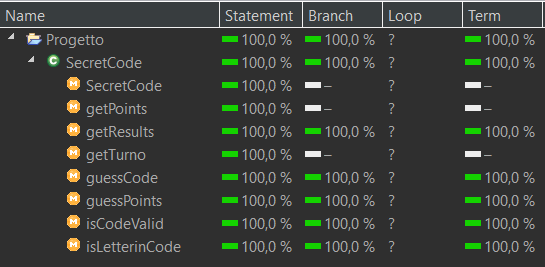 Name Statement Branch Loop Term
Progetto 100,0 % 100,0 % ? 100,0 %
C SecretCode 100,0 % 100,0 % ? 100,0 %
M SecretCode 100,0 % – ? –
M getPoints 100,0 % – ? –
M getResults 100,0 % 100,0 % ? 100,0 %
M getTurno 100,0 % – ? –
M guessCode 100,0 % 100,0 % ? 100,0 %
M guessPoints 100,0 % 100,0 % ? 100,0 %
M isCodeValid 100,0 % 100,0 % ? 100,0 %
M isLetterinCode 100,0 % 100,0 % ? 100,0 %